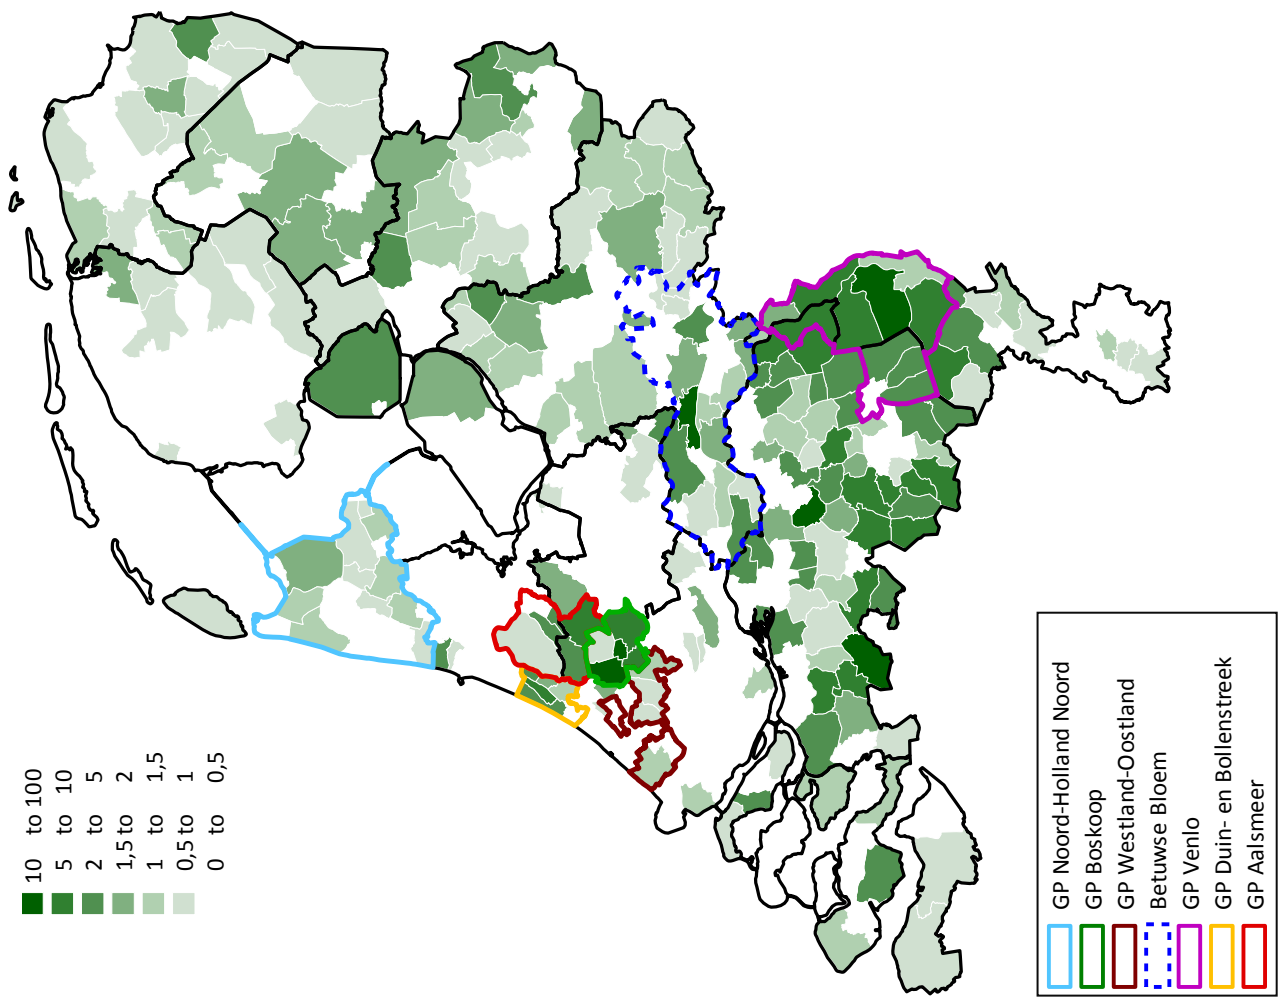 10 to 100
5 to 10
2 to 5
1,5 to 2
1 to 1,5
0,5 to 1
0 to 0,5
GP Noord-Holland Noord
GP Boskoop
GP Westland-Oostland
Betuwse Bloem
GP Venlo
GP Duin- en Bollenstreek
GP Aalsmeer